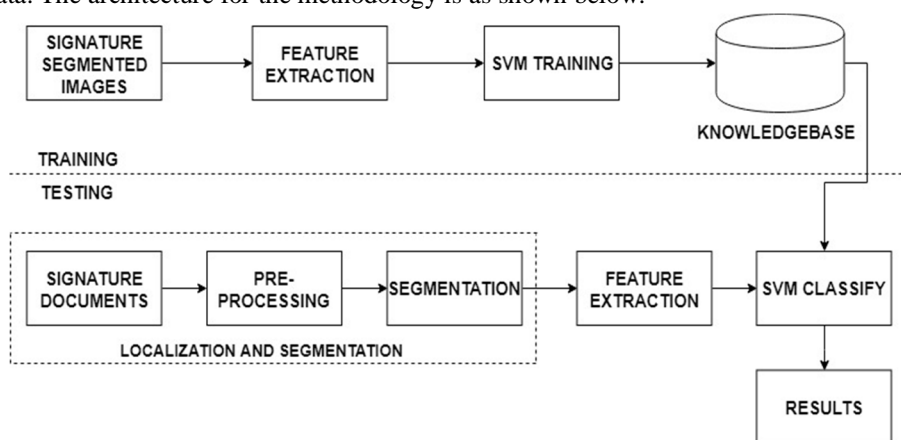 data. The architecture for the methodology is as shown below:
SIGNATURE
SEGMENTED
IMAGES
FEATURE
EXTRACTION
SVM TRAINING
KNOWLEDGEBASE
TRAINING
TESTING
SIGNATURE
DOCUMENTS
PRE-
PROCESSING
SEGMENTATION
FEATURE
EXTRACTION
SVM CLASSIFY
LOCALIZATION AND SEGMENTATION
RESULTS